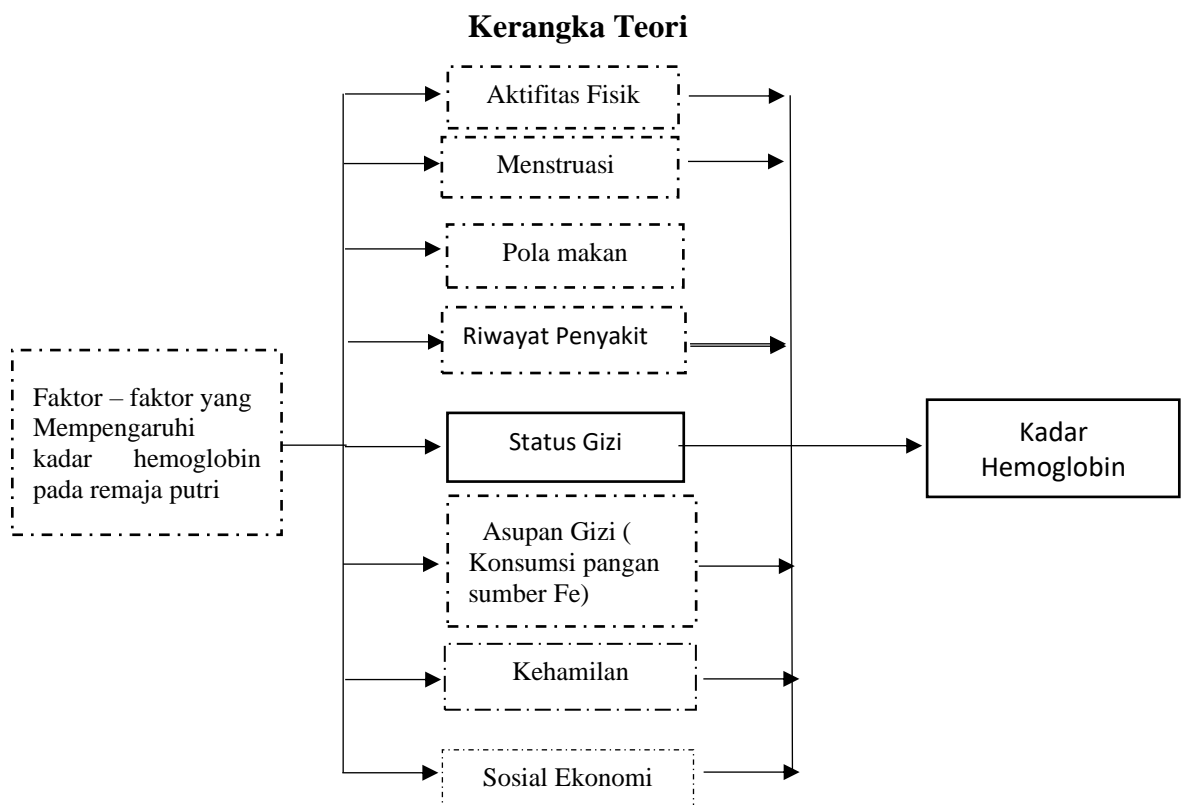 Kerangka Teori
Aktifitas Fisik
Menstruasi
Pola makan
Riwayat Penyakit
Faktor – faktor yang
Mempengaruhi
kadar hemoglobin
pada remaja putri
Status Gizi
Kadar
Hemoglobin
Asupan Gizi (
Konsumsi pangan
sumber Fe)
Kehamilan
Sosial Ekonomi